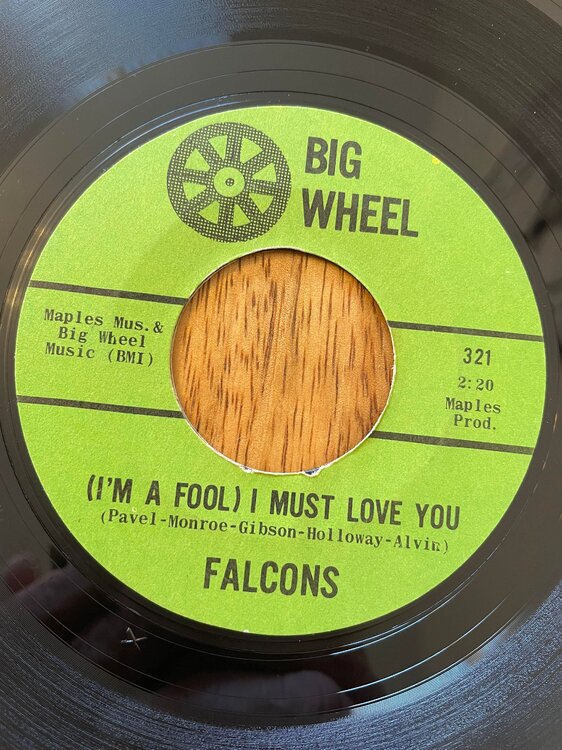 BIG
WHEEL
Maples Mus.&
Big Wheel
Music (BMI)
321
2:20
Maples
Prod.
(I'M A FOOL) I MUST LOVE YOU
(Pavel-Monroe-Gibson-Holloway-Alvin)
FALCONS